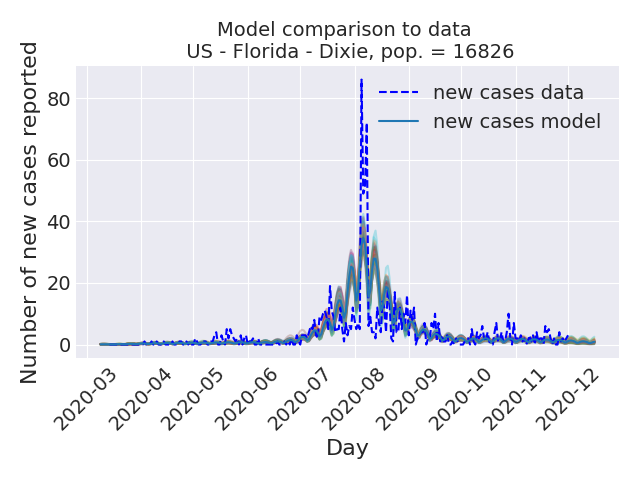 Model comparison to data
US - Florida - Dixie, pop. = 16826
Number of new cases reported
80
60
40
20
0
new cases data
new cases model
2020-03
2020-04
2020-05
2020-06
2020-07
2020-08
2020-09
2020-10
2020-11
2020-12
Day